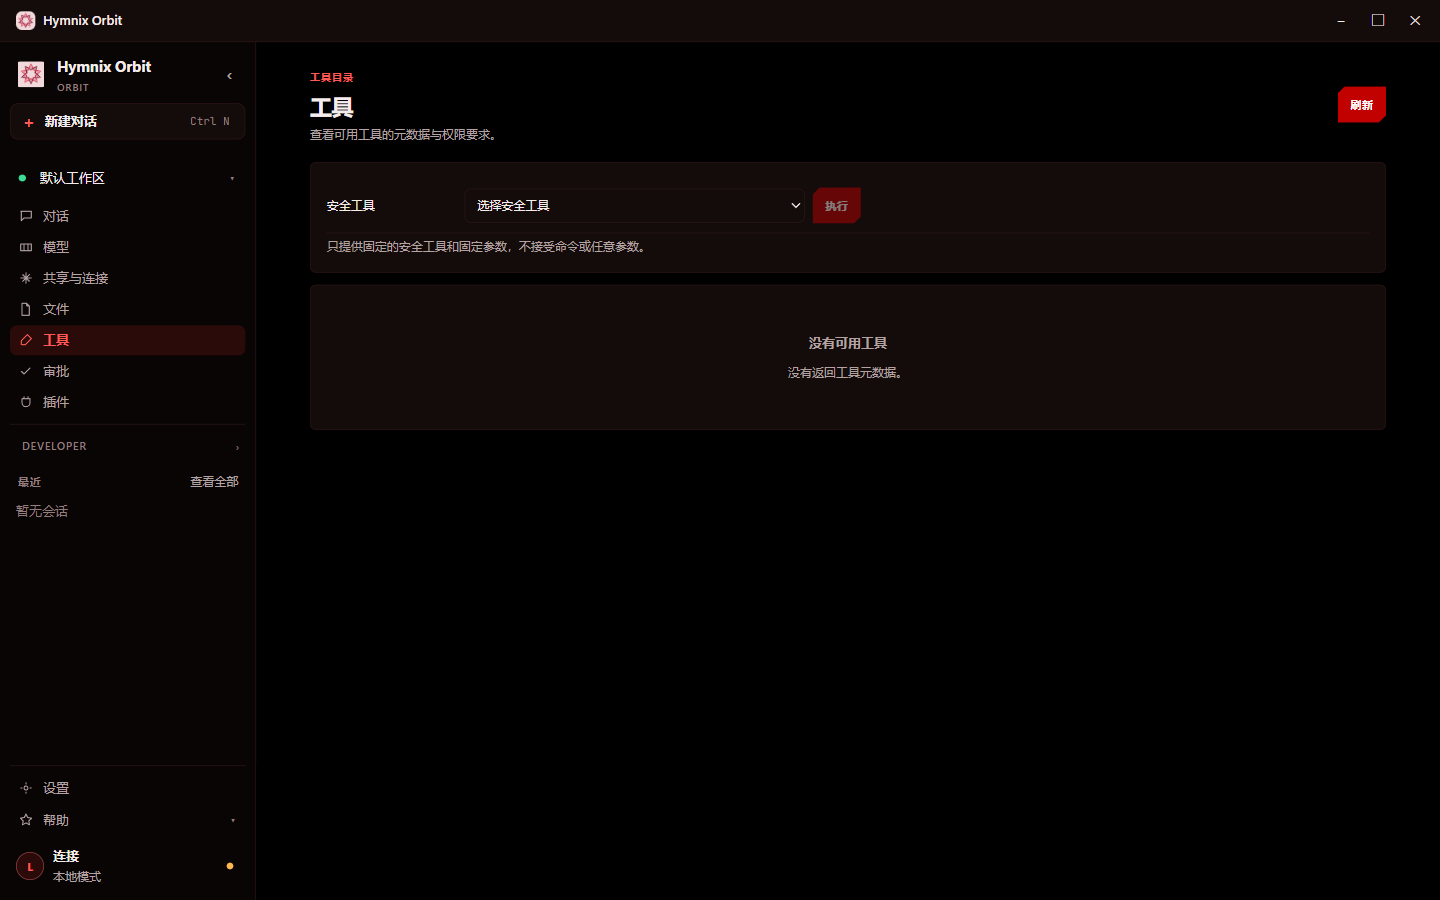 Hymnix Orbit
Hymnix Orbit
ORBIT
新建对话 Ctrl N
默认工作区
对话
模型
共享与连接
文件
工具
审批
插件
DEVELOPER
最近 查看全部
暂无会话
设置
帮助
L
连接
本地模式
工具目录
工具
查看可用工具的元数据与权限要求。
刷新
安全工具 选择安全工具 执行
只提供固定的安全工具和固定参数，不接受命令或任意参数。
没有可用工具
没有返回工具元数据。